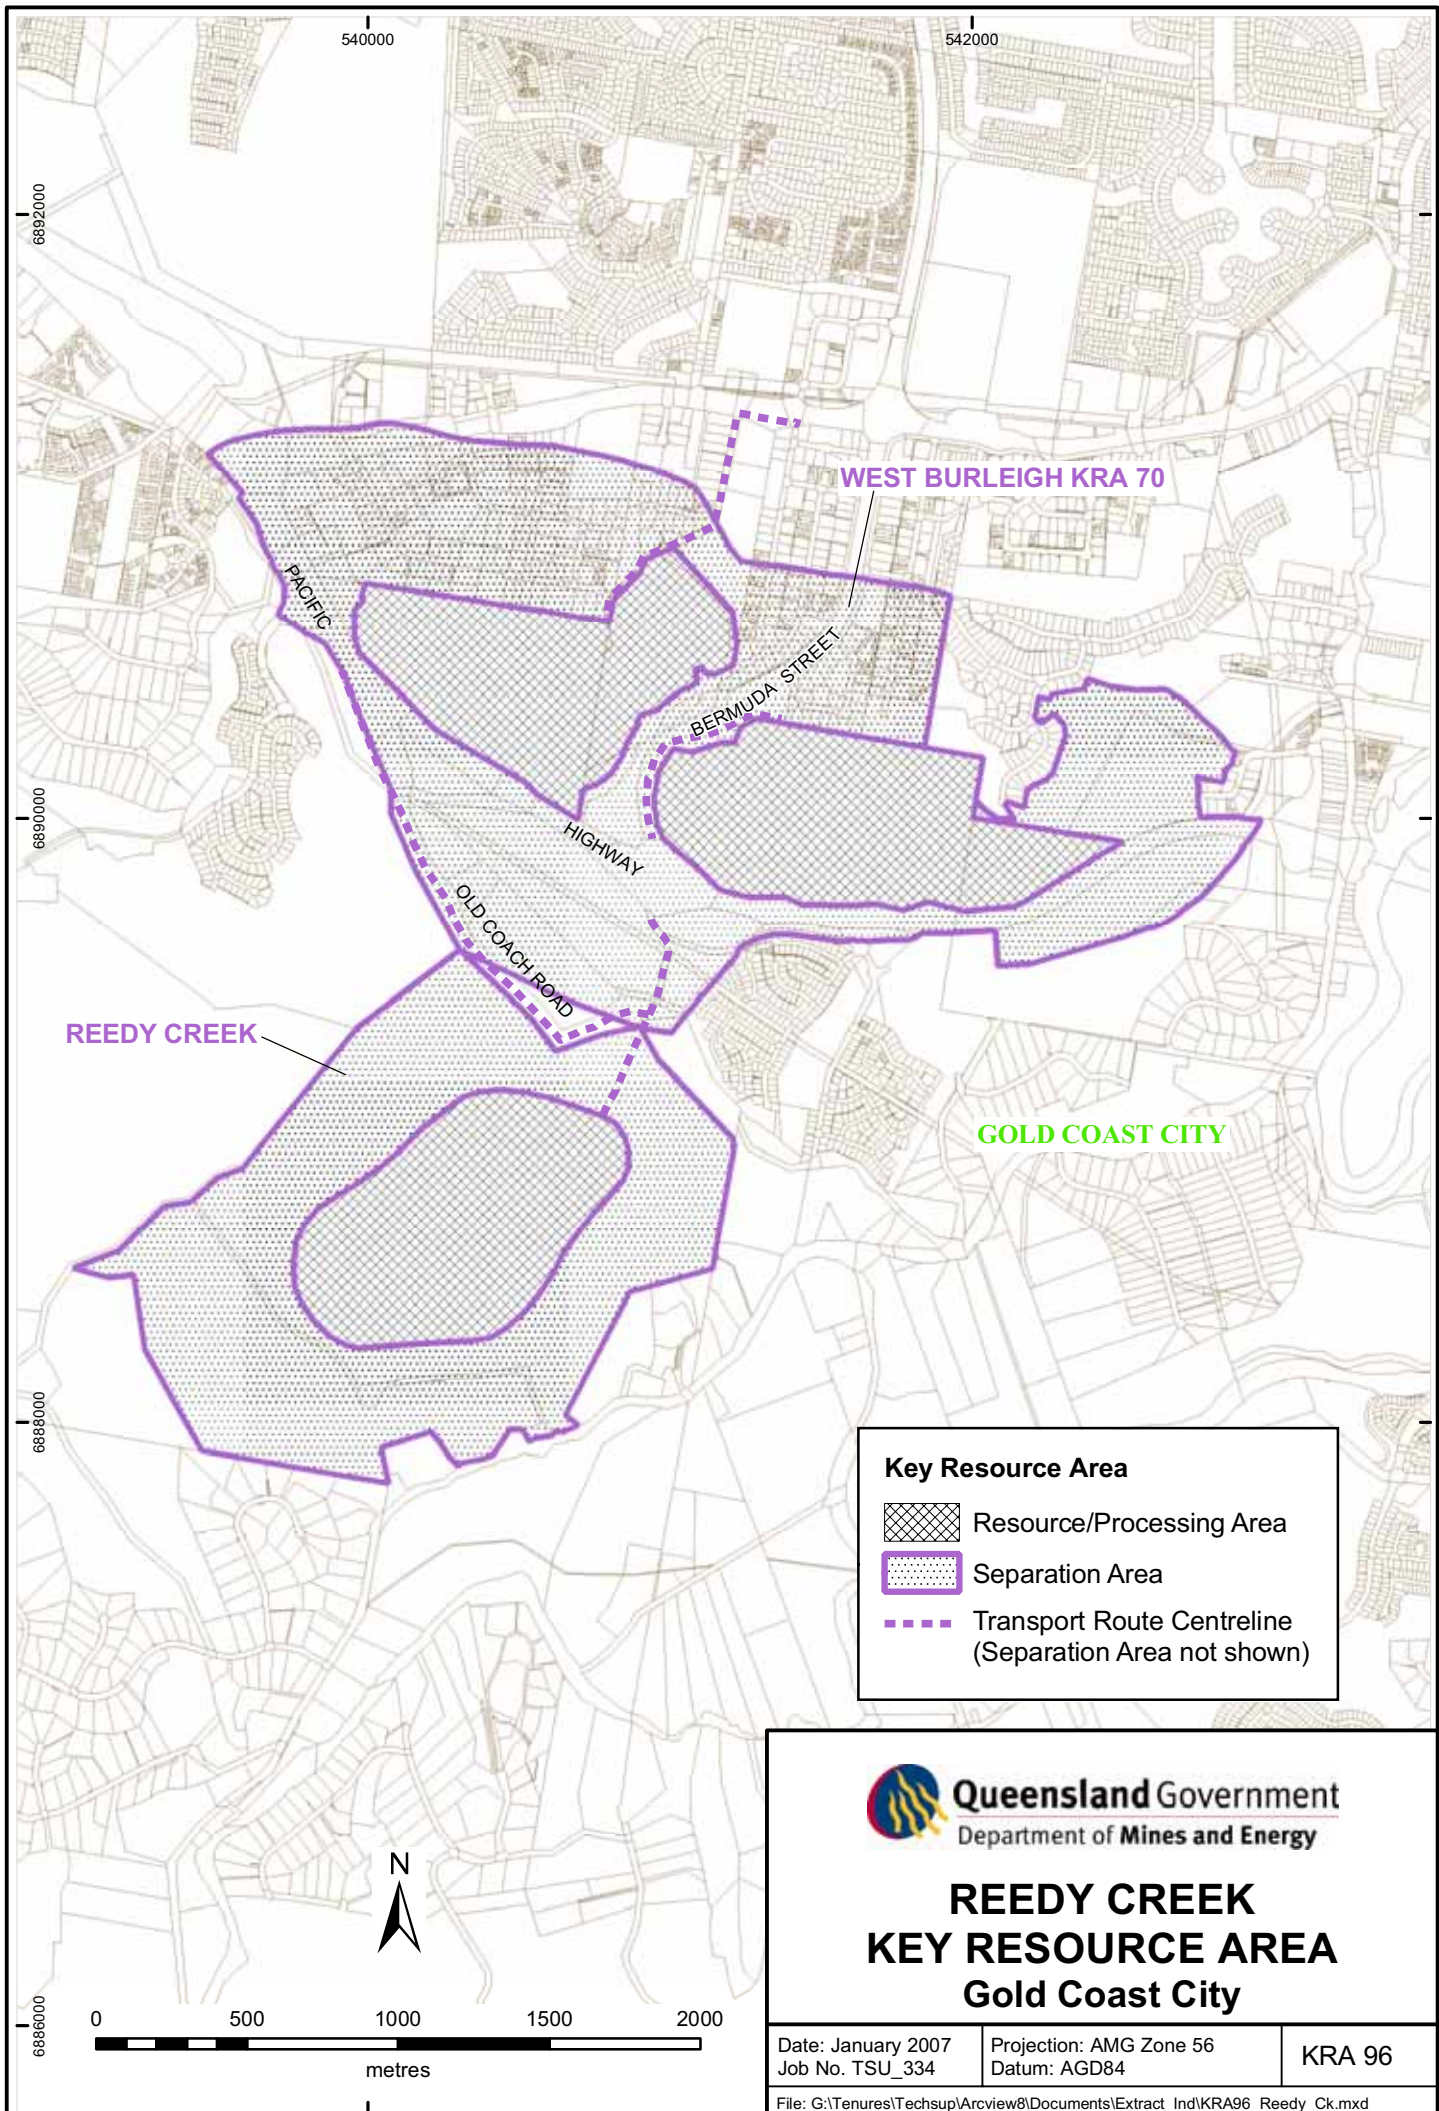 540000
542000
6892000
WEST BURLEIGH KRA 70
PACIFIC
BERMUDA STREET
6890000
HIGHWAY
OLD COACH ROAD
REEDY CREEK
GOLD COAST CITY
6888000
Key Resource Area
Resource/Processing Area
Separation Area
Transport Route Centreline
(Separation Area not shown)
Queensland Government
Department of Mines and Energy
N
REEDY CREEK
KEY RESOURCE AREA
Gold Coast City
0 500 1000 1500 2000
metres
6886000
Date: January 2007
Job No. TSU_334
Projection: AMG Zone 56
Datum: AGD84
KRA 96
File: G:\Tenures\Techsup\Arcview8\Documents\Extract_Ind\KRA96_Reedy_Ck.mxd